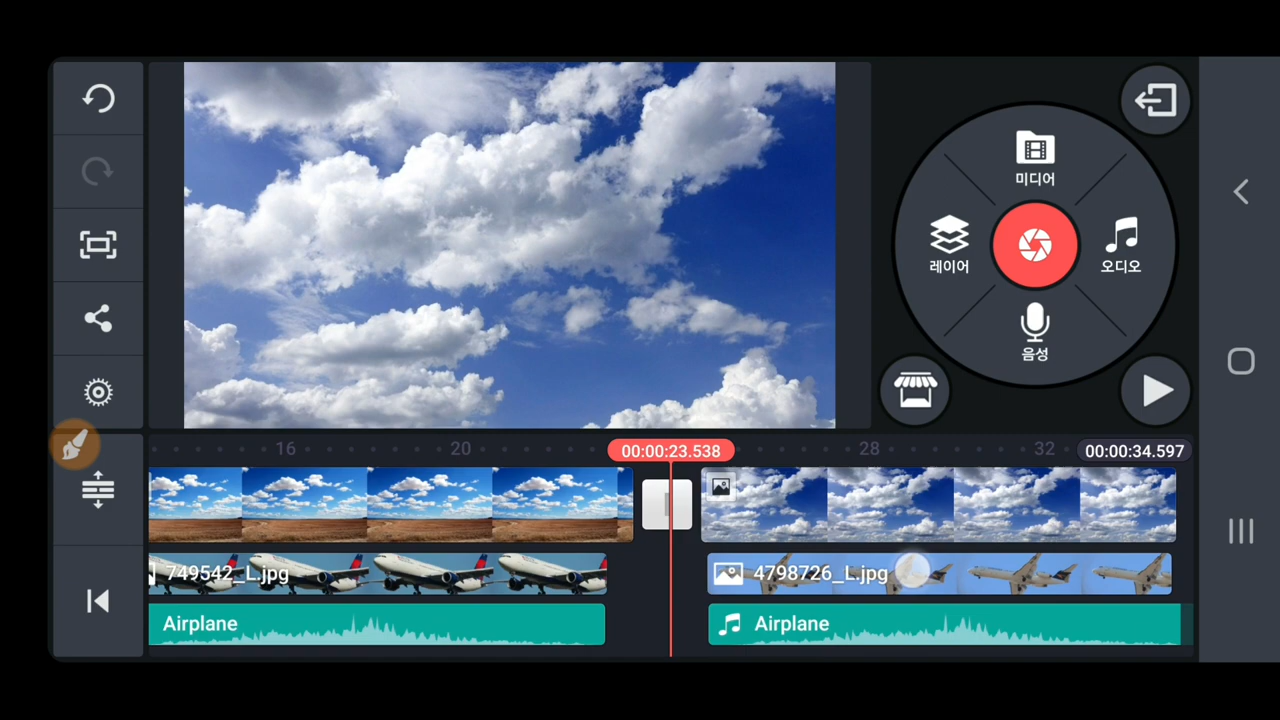 미디어
레이어
오디오
음성
16
20
00:00:23.538
28
32
00:00:34.597
749542_L.jpg
4798726_L.jpg
Airplane
Airplane